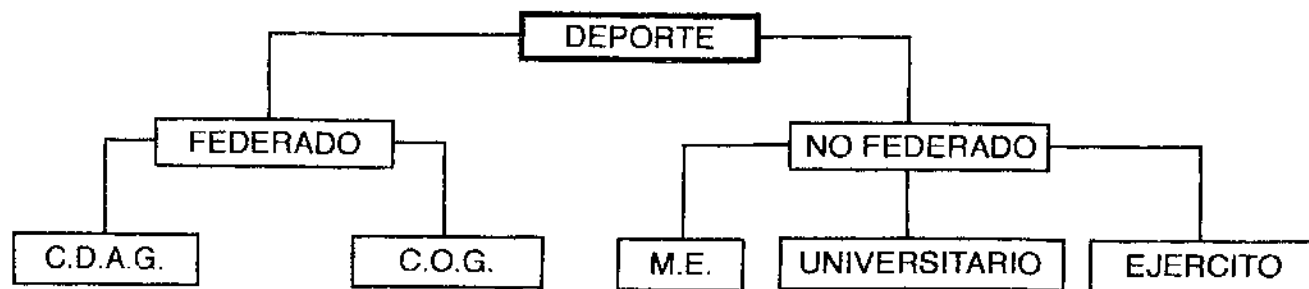 DEPORTE
FEDERADO
NO FEDERADO
C.D.A.G.
C.O.G.
M.E.
UNIVERSITARIO
EJERCITO